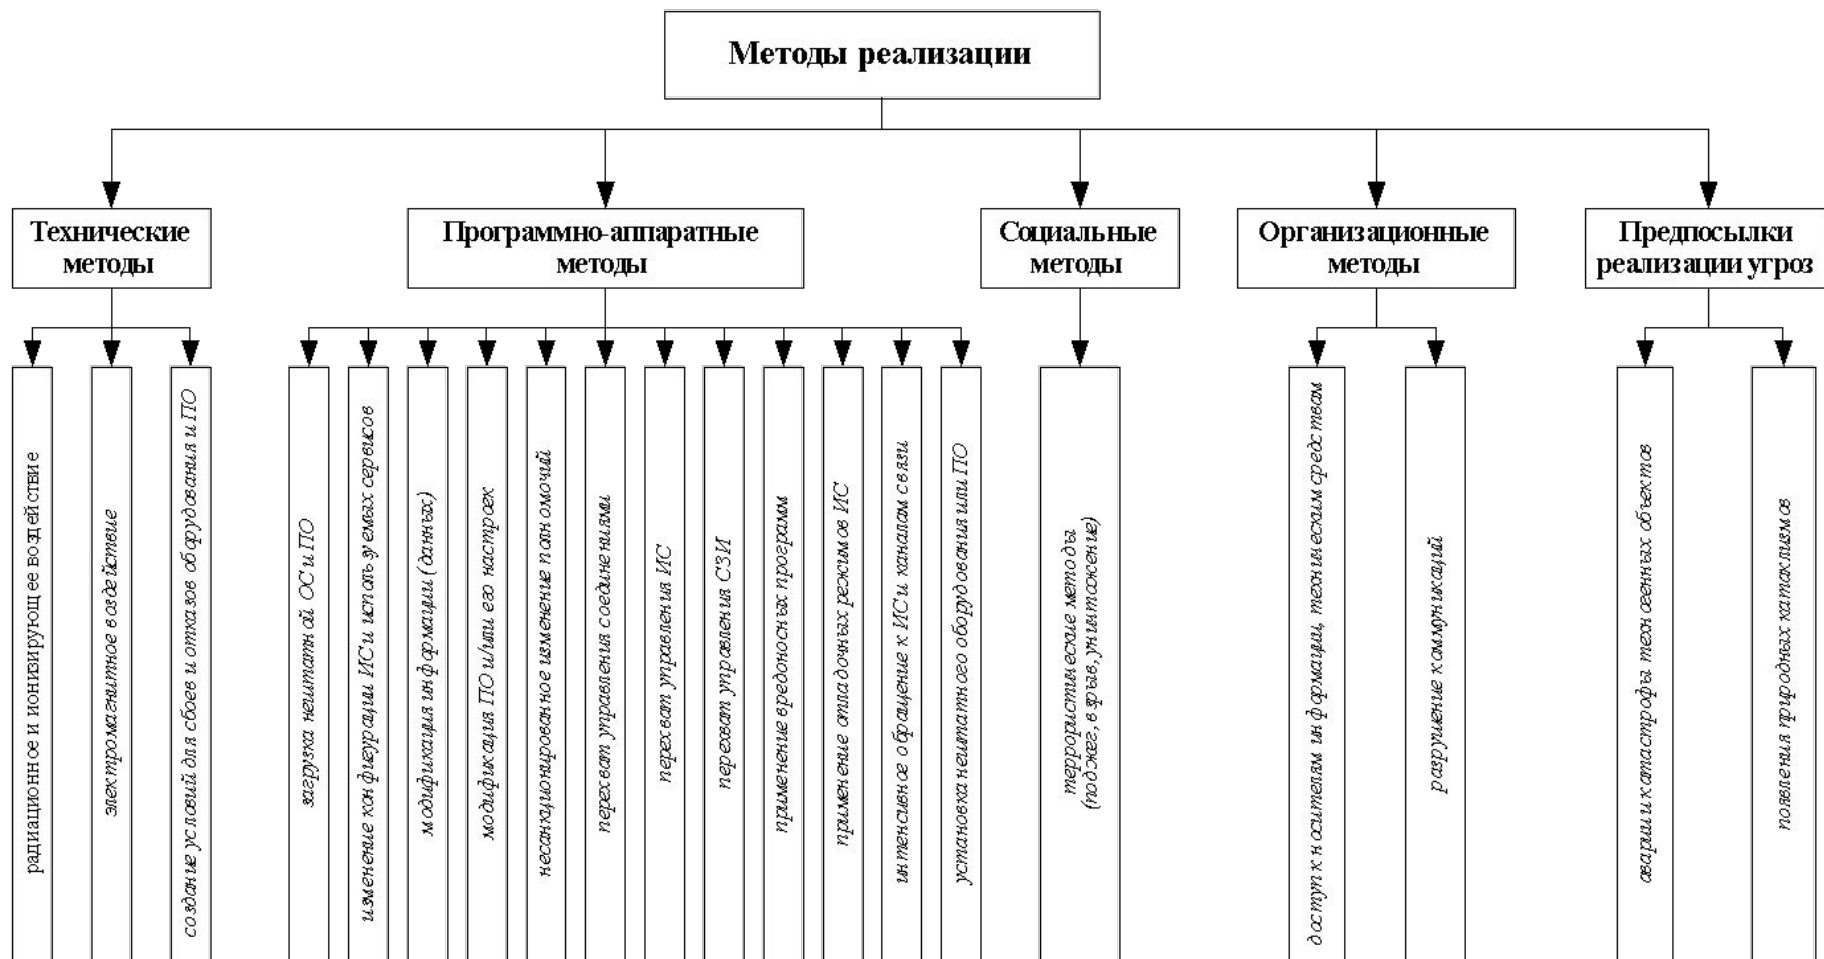 Методы реализации
Технические
методы
Программно-аппаратные
методы
Социальные
методы
Организационные
методы
Предпосылки
реализации угроз
радиационное и ионизирующее воздействие
электромагнитное воздействие
создание условий для сбоев и отказов оборудования и ПО
загрузка нештатной ОС и ПО
изменение конфигурации ИС и используемых сервисов
модификация информации (данных)
модификация ПО и/или его настроек
несанкционированное изменение полномочий
перехват управления соединениями
перехват управления ИС
перехват управления СЗИ
применение вредоносных программ
применение отладочных режимов ИС
интенсивное обращение к ИС и каналам связи
установка нештатного оборудования или ПО
террористические методы
(поджег, взрыв, уничтожение)
доступ к носителям информации, техническим средствам
разрушение коммуникаций
аварии и катастрофы техногенных объектов
появления природных катаклизмов